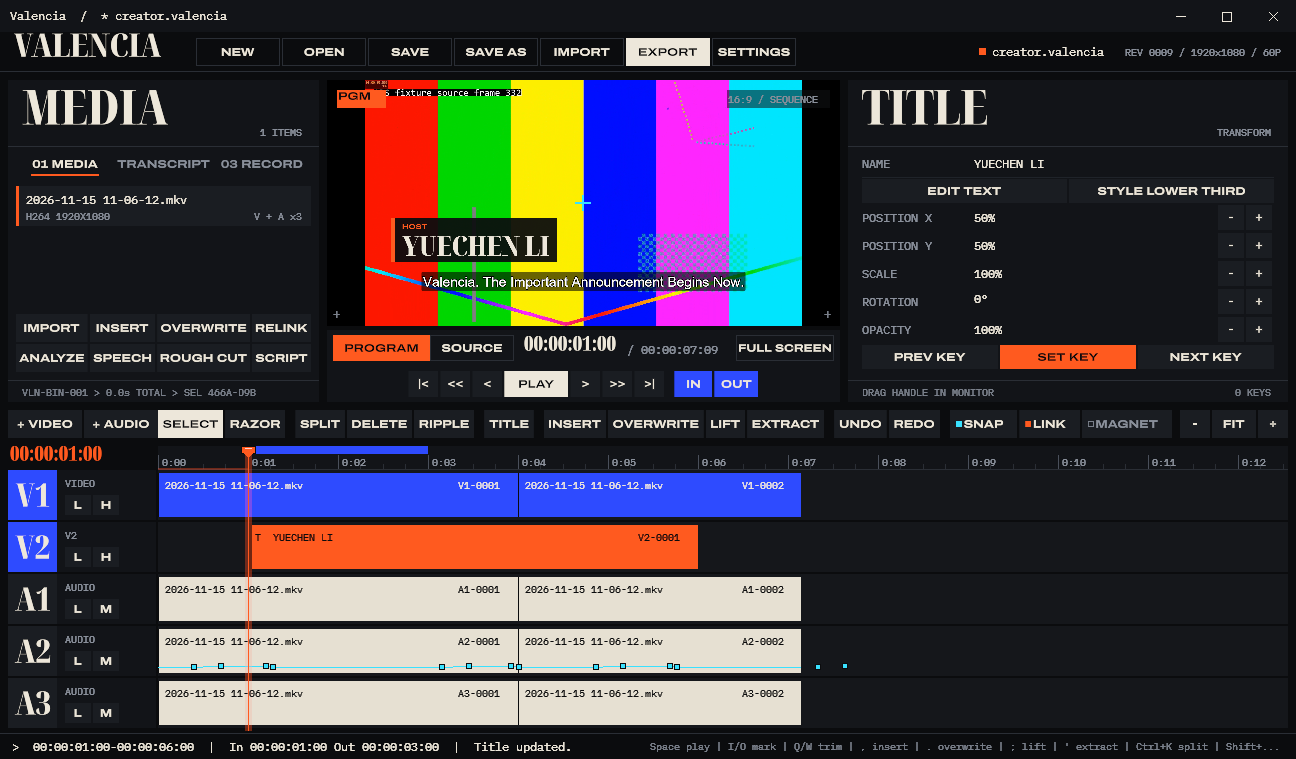 Valencia / * creator.valencia
VALENCIA
NEW
OPEN
SAVE
SAVE AS
IMPORT
EXPORT
SETTINGS
creator.valencia
REV 0009 / 1920x1080 / 60P
MEDIA
1 ITEMS
01 MEDIA
TRANSCRIPT
03 RECORD
2026-11-15 11-06-12.mkv
H264 1920X1080
V + A x3
IMPORT
INSERT
OVERWRITE
RELINK
ANALYZE
SPEECH
ROUGH CUT
SCRIPT
VLN-BIN-001 > 0.0s TOTAL > SEL 466A-D9B
PGM
S fixture source frame 332
16:9 / SEQUENCE
HOST
YUECHEN LI
Valencia. The Important Announcement Begins Now.
PROGRAM
SOURCE
00:00:01:00
/ 00:00:07:09
FULL SCREEN
|<
<<
<
PLAY
>
>>
>|
IN
OUT
TITLE
TRANSFORM
NAME
YUECHEN LI
EDIT TEXT
STYLE LOWER THIRD
POSITION X
50%
-
+
POSITION Y
50%
-
+
SCALE
100%
-
+
ROTATION
0°
-
+
OPACITY
100%
-
+
PREV KEY
SET KEY
NEXT KEY
DRAG HANDLE IN MONITOR
0 KEYS
+ VIDEO
+ AUDIO
SELECT
RAZOR
SPLIT
DELETE
RIPPLE
TITLE
INSERT
OVERWRITE
LIFT
EXTRACT
UNDO
REDO
SNAP
LINK
MAGNET
-
FIT
+
00:00:01:00
0:00
0:01
0:02
0:03
0:04
0:05
0:06
0:07
0:08
0:09
0:10
0:11
0:12
V1
VIDEO
L
H
2026-11-15 11-06-12.mkv
V1-0001
2026-11-15 11-06-12.mkv
V1-0002
V2
V2
L
H
T YUECHEN LI
V2-0001
A1
AUDIO
L
M
2026-11-15 11-06-12.mkv
A1-0001
2026-11-15 11-06-12.mkv
A1-0002
A2
AUDIO
L
M
2026-11-15 11-06-12.mkv
A2-0001
2026-11-15 11-06-12.mkv
A2-0002
A3
AUDIO
L
M
2026-11-15 11-06-12.mkv
A3-0001
2026-11-15 11-06-12.mkv
A3-0002
> 00:00:01:00-00:00:06:00 | In 00:00:01:00 Out 00:00:03:00 | Title updated.
Space play | I/O mark | Q/W trim | , insert | . overwrite | ; lift | ' extract | Ctrl+K split | Shift+...